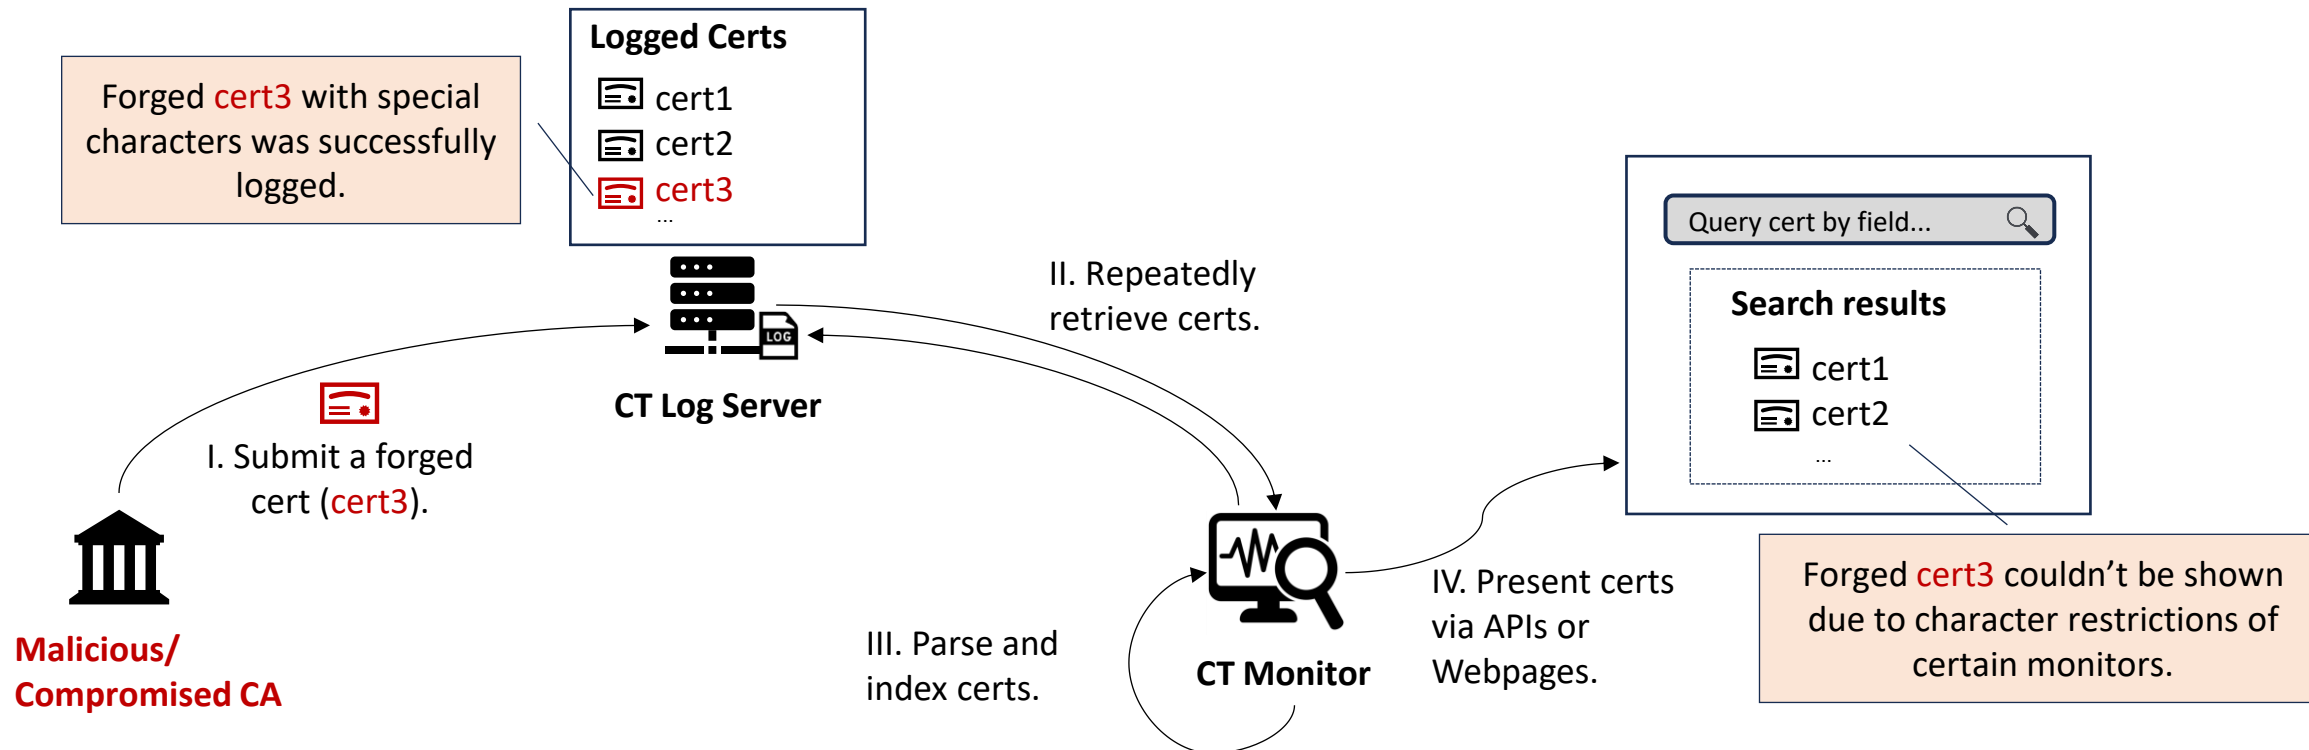 Logged Certs
cert1
cert2
cert3
...
Forged cert3 with special
characters was successfully
logged.
LOG
CT Log Server
I. Submit a forged
cert (cert3).
Malicious/
Compromised CA
II. Repeatedly
retrieve certs.
III. Parse and
index certs.
CT Monitor
IV. Present certs
via APIs or
Webpages.
Query cert by field...
Search results
cert1
cert2
...
Forged cert3 couldn’t be shown
due to character restrictions of
certain monitors.